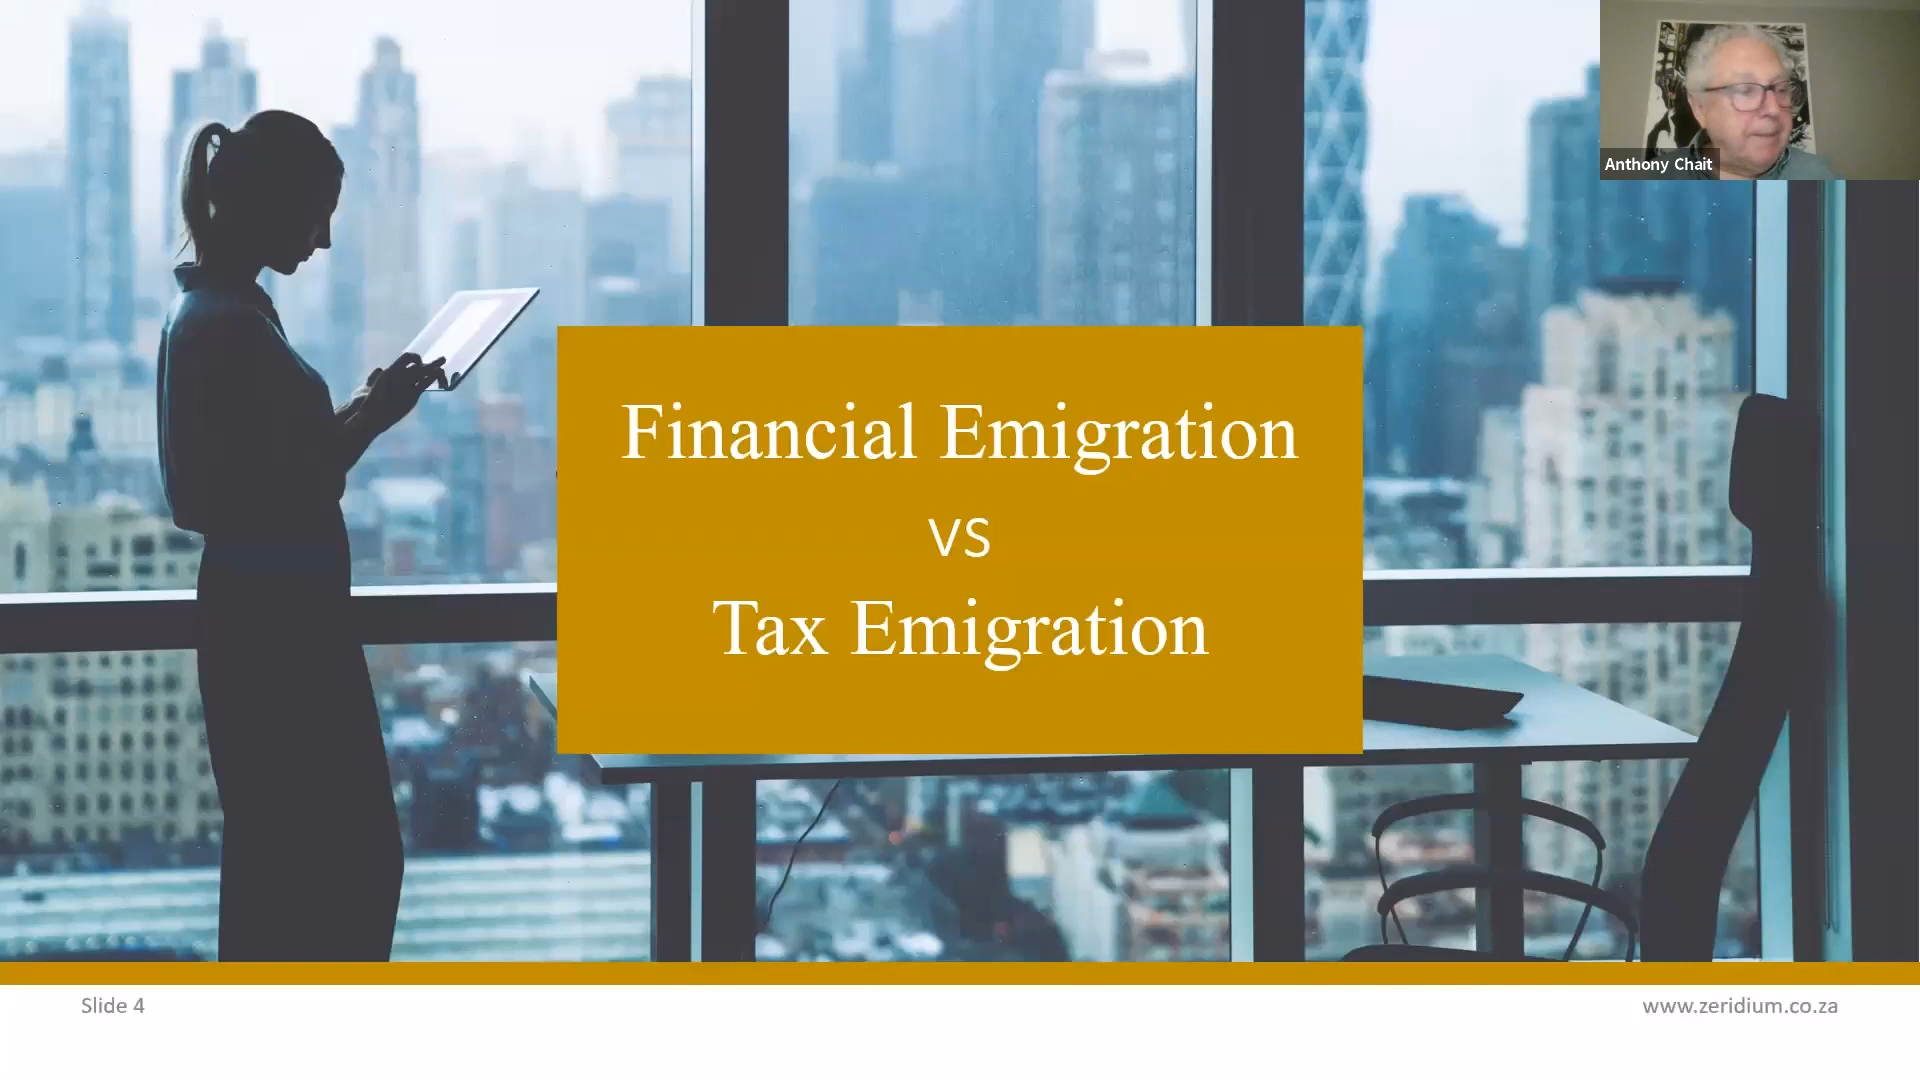 Anthony Chait
Financial Emigration
VS
Tax Emigration
Slide 4
www.zeridium.co.za